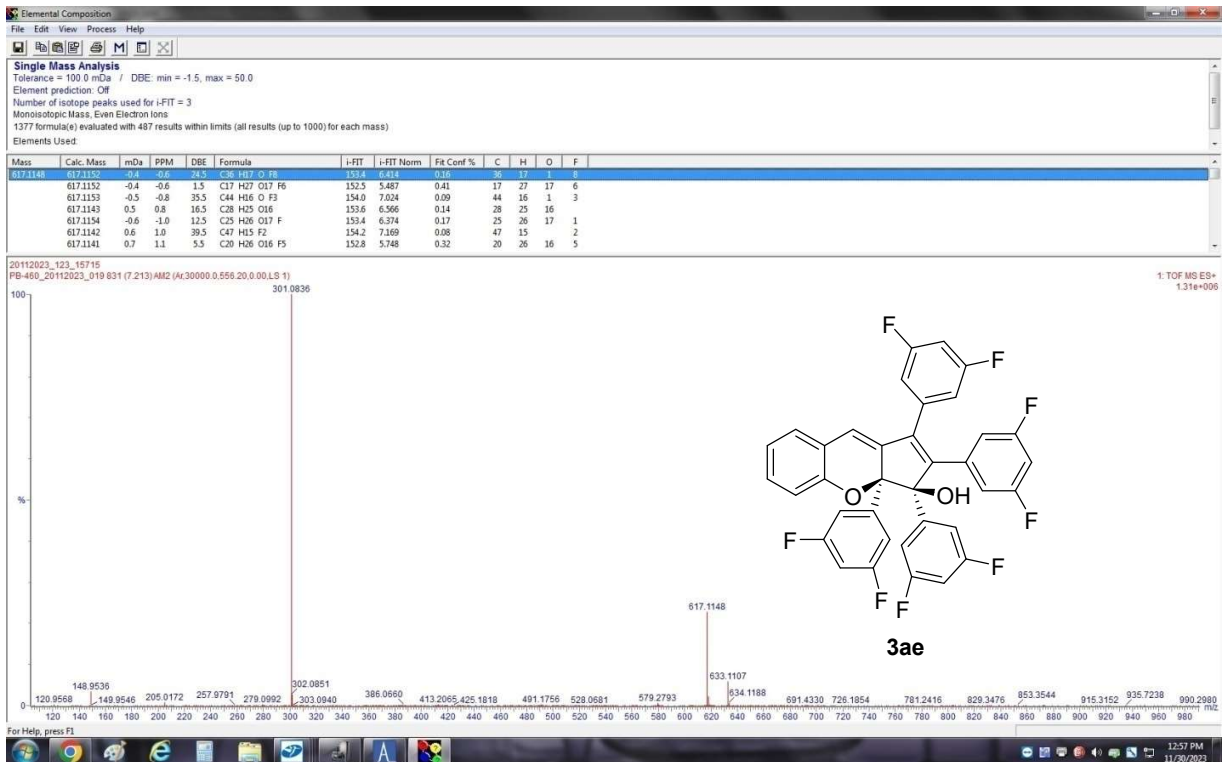 Elemental Composition
File Edit View Process Help
Single Mass Analysis
Tolerance = 100.0 mDa / DBE: min = -1.5, max = 50.0
Element prediction: Off
Number of isotope peaks used for i-FIT = 3
Monoisotopic Mass, Even Electron Ions
1377 formula(e) evaluated with 487 results within limits (all results (up to 1000) for each mass)
Elements Used:
Mass Calc. Mass mDa PPM DBE Formula i-FIT i-FIT Norm Fit Conf % C H O F
617.1148 617.1152 -0.4 -0.6 24.5 C36 H17 O F8 153.4 6.414 0.16 36 17 1 8
617.1152 -0.4 -0.6 1.5 C17 H27 O17 F6 152.5 5.487 0.41 17 27 17 6
617.1153 -0.5 -0.8 35.5 C44 H16 O F3 154.0 7.024 0.09 44 16 1 3
617.1143 0.5 0.8 16.5 C28 H25 O16 153.6 6.566 0.14 28 25 16
617.1154 -0.6 -1.0 12.5 C25 H26 O17 F 153.4 6.374 0.17 25 26 17 1
617.1142 0.6 1.0 39.5 C47 H15 F2 154.2 7.169 0.08 47 15 2
617.1141 0.7 1.1 5.5 C20 H26 O16 F5 152.8 5.748 0.32 20 26 16 5
20112023_123_15715
PB-460_20112023_019 831 (7.213) AM2 (Ar,30000.0,556.20,0.00,LS 1)
1: TOF MS ES+
1.31e+006
100
301.0836
F
F
F
F
O
OH
F
F
F
F
3ae
%
617.1148
633.1107
634.1188
148.9536
302.0851
120.9568
149.9546
205.0172
257.9791
279.0992
303.0940
386.0660
413.2065
425.1818
491.1756
528.0681
579.2793
691.4330
726.1854
781.2416
829.3476
853.3544
915.3152
935.7238
990.2980
0
m/z
120 140 160 180 200 220 240 260 280 300 320 340 360 380 400 420 440 460 480 500 520 540 560 580 600 620 640 660 680 700 720 740 760 780 800 820 840 860 880 900 920 940 960 980
For Help, press F1
12:57 PM
11/30/2023